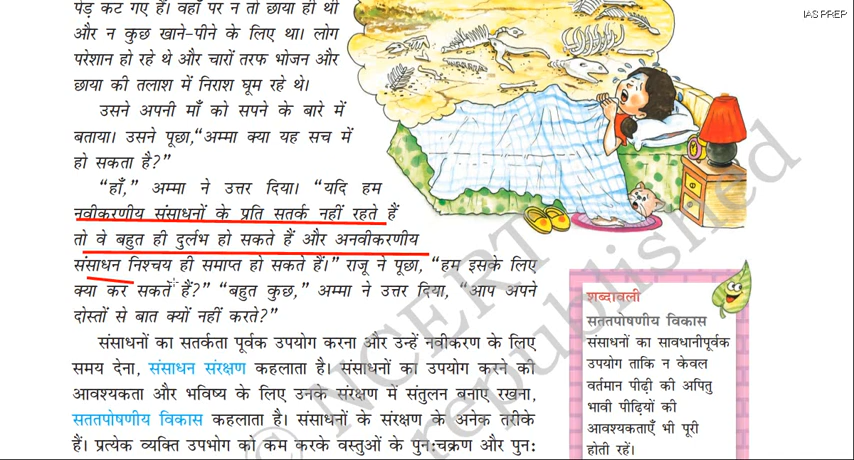 IAS PREP
पेड़ कट गए हैं। वहाँ पर न तो छाया ही थी
और न कुछ खाने-पीने के लिए था। लोग
परेशान हो रहे थे और चारों तरफ भोजन और
छाया की तलाश में निराश घूम रहे थे।
उसने अपनी माँ को सपने के बारे में
बताया। उसने पूछा,“अम्मा क्या यह सच में
हो सकता है?”
“हाँ,” अम्मा ने उत्तर दिया। “यदि हम
नवीकरणीय संसाधनों के प्रति सतर्क नहीं रहते हैं
तो वे बहुत ही दुर्लभ हो सकते हैं और अनवीकरणीय
संसाधन निश्चय ही समाप्त हो सकते हैं।” राजू ने पूछा, “हम इसके लिए
क्या कर सकते हैं?” “बहुत कुछ,” अम्मा ने उत्तर दिया, “आप अपने
दोस्तों से बात क्यों नहीं करते?”
संसाधनों का सतर्कता पूर्वक उपयोग करना और उन्हें नवीकरण के लिए
समय देना, संसाधन संरक्षण कहलाता है। संसाधनों का उपयोग करने की
आवश्यकता और भविष्य के लिए उनके संरक्षण में संतुलन बनाए रखना,
सततपोषणीय विकास कहलाता है। संसाधनों के संरक्षण के अनेक तरीके
हैं। प्रत्येक व्यक्ति उपभोग को कम करके वस्तुओं के पुन:चक्रण और पुन:
शब्दावली
सततपोषणीय विकास
संसाधनों का सावधानीपूर्वक
उपयोग ताकि न केवल
वर्तमान पीढ़ी की अपितु
भावी पीढ़ियों की
आवश्यकताएँ भी पूरी
होती रहें।
© NCERT
republished